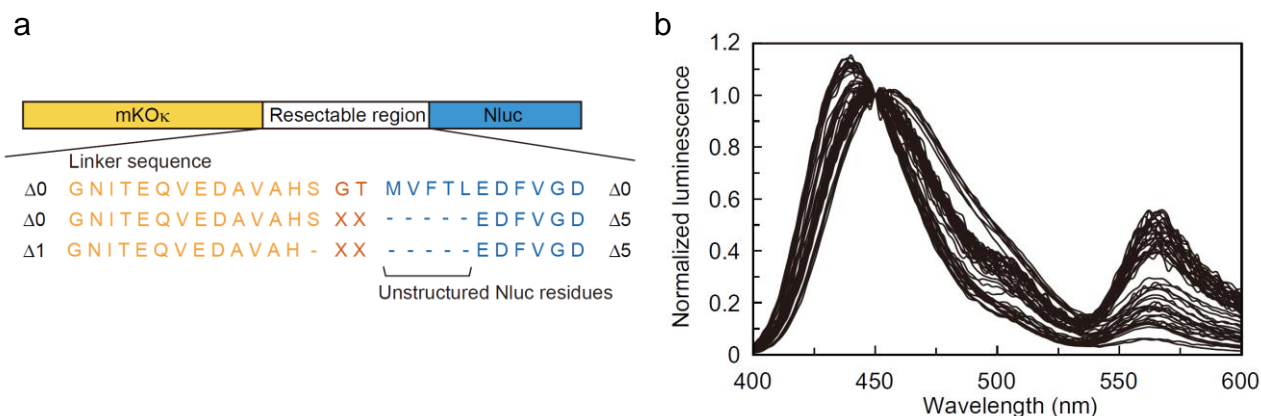 a
mKOκ Resectable region Nluc
Linker sequence
Δ0 GNITEQVEDAVAHS GT MVFTLEDFVGD Δ0
Δ0 GNITEQVEDAVAHS XX -----EDFVGD Δ5
Δ1 GNITEQVEDAVAH- XX -----EDFVGD Δ5
Unstructured Nluc residues
b
Normalized luminescence
1.2
1.0
0.8
0.6
0.4
0.2
0
400 450 500 550 600
Wavelength (nm)